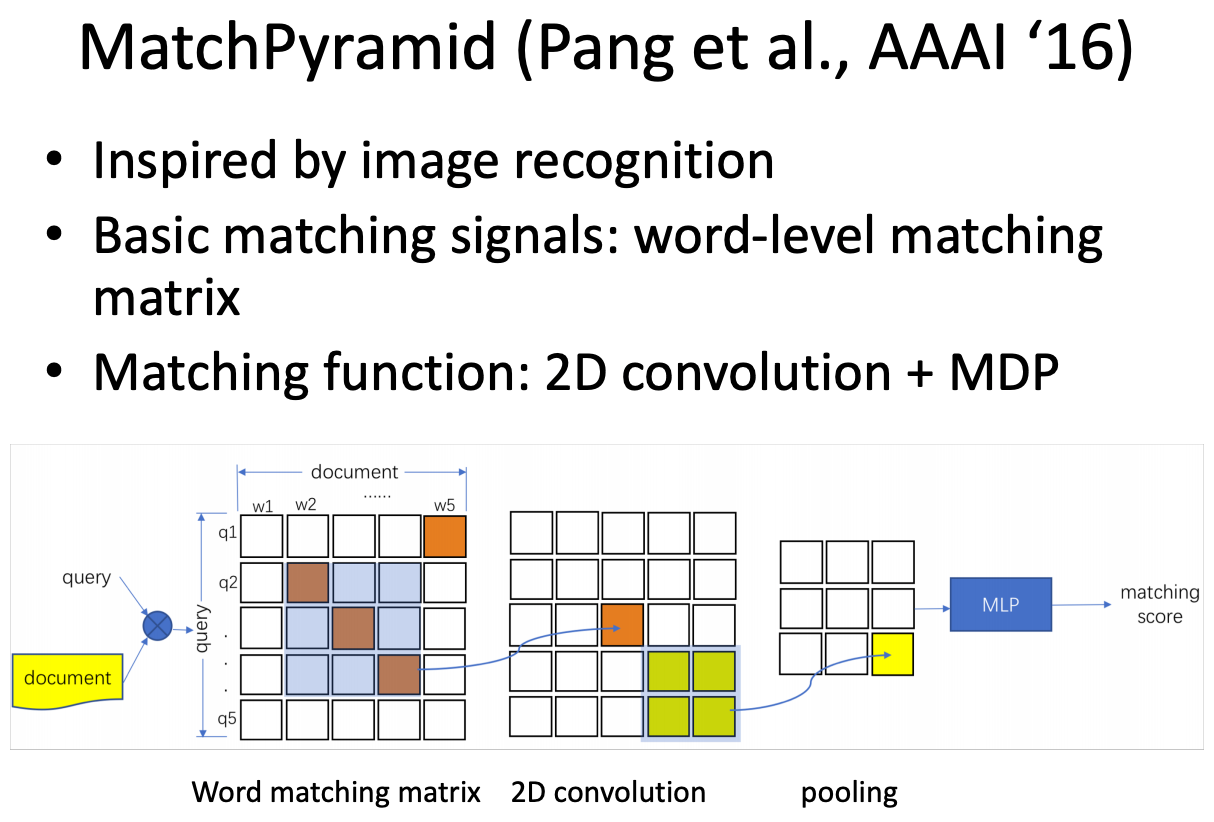 MatchPyramid (Pang et al., AAAI ‘16)
• Inspired by image recognition
• Basic matching signals: word-level matching
matrix
• Matching function: 2D convolution + MDP
document
w1 w2 ...... w5
q1
query
q2
query
.
.
.
document
q5
MLP
matching
score
Word matching matrix
2D convolution
pooling